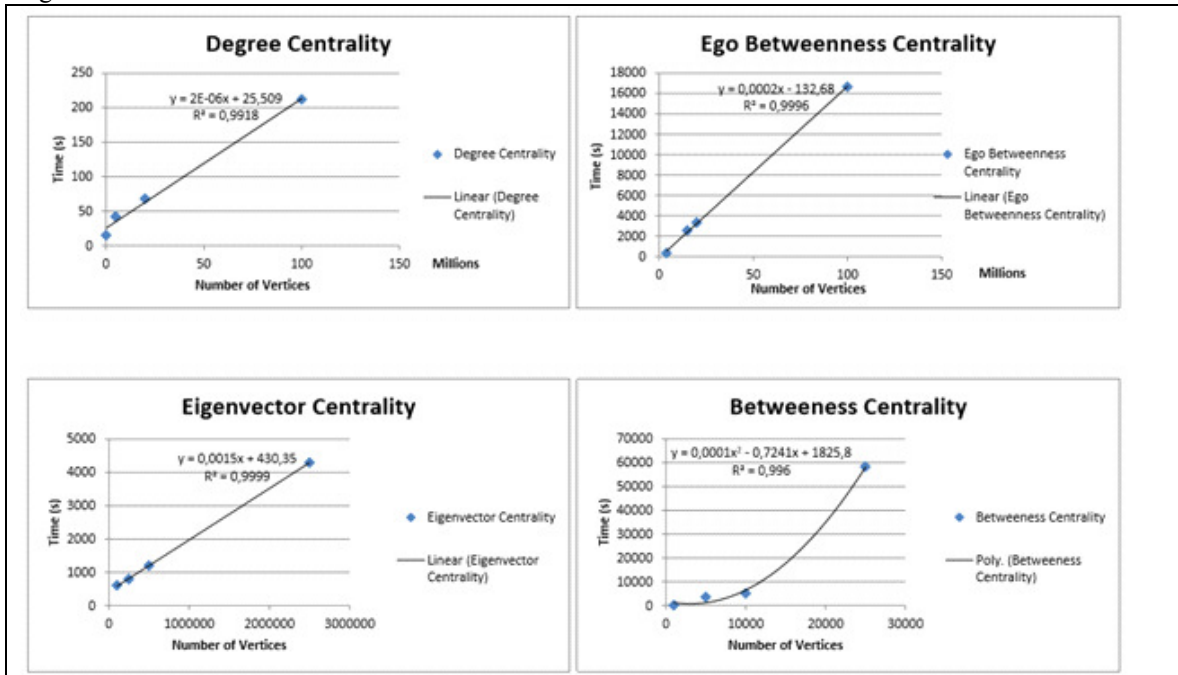 Degree Centrality
250
200
150
100
50
0
y = 2E-06x + 25,509
R² = 0,9918
Time (s)
0 50 100 150 Millions
Number of Vertices
Degree Centrality
Linear (Degree
Centrality)
Ego Betweenness Centrality
18000
16000
14000
12000
10000
8000
6000
4000
2000
0
y = 0,0002x - 132,68
R² = 0,9996
Time (s)
0 50 100 150 Millions
Number of Vertices
Ego Betweenness
Centrality
Linear (Ego
Betweenness Centrality)
Eigenvector Centrality
5000
4000
3000
2000
1000
0
y = 0,0015x + 430,35
R² = 0,9999
Time (s)
0 1000000 2000000 3000000
Number of Vertices
Eigenvector Centrality
Linear (Eigenvector
Centrality)
Betweeness Centrality
70000
60000
50000
40000
30000
20000
10000
0
y = 0,0001x² - 0,7241x + 1825,8
R² = 0,996
Time (s)
0 10000 20000 30000
Number of Vertices
Betweeness Centrality
Poly. (Betweeness
Centrality)